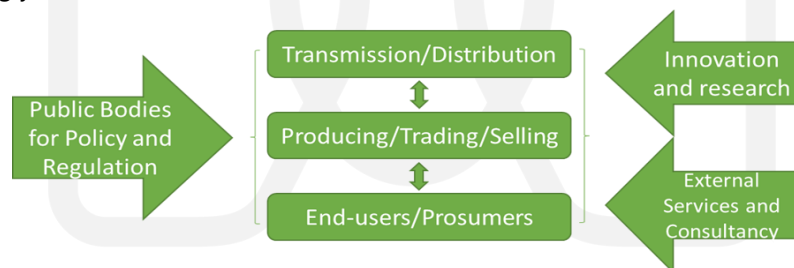 Public Bodies
for Policy and
Regulation
Transmission/Distribution
Producing/Trading/Selling
End-users/Prosumers
Innovation
and research
External
Services and
Consultancy